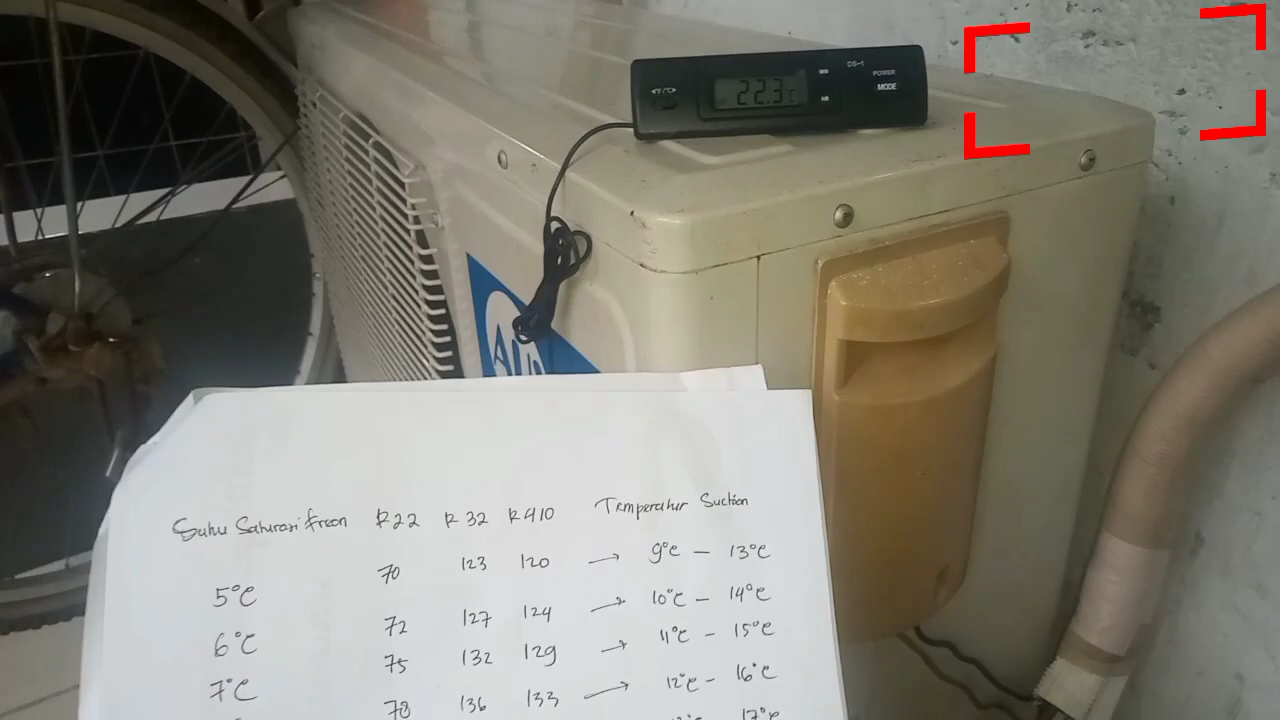 DS-1
POWER
◄°F/°C►
22.3°C
MODE
Suhu Saturasi freon R22 R32 R410 Temperatur Suction
5°C 70 123 120 → 9°C – 13°C
6°C 72 127 124 → 10°C – 14°C
7°C 75 132 129 → 11°C – 15°C
78 136 133 → 12°C – 16°C
17°C